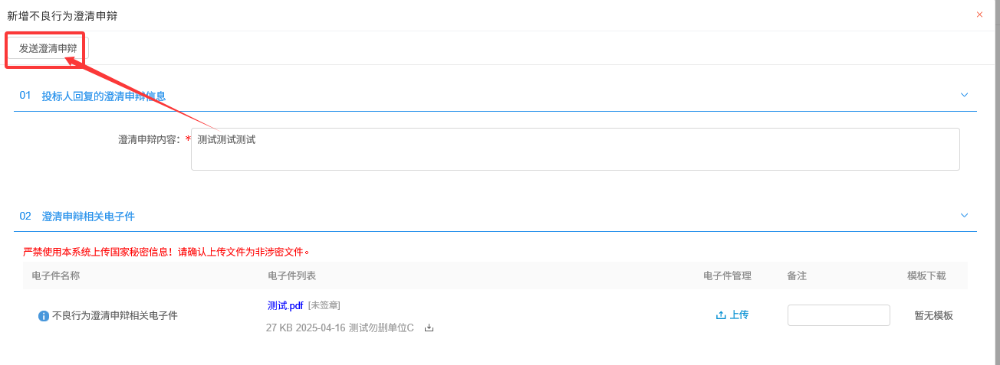 新增不良行为澄清申辩
×
发送澄清申辩
01 投标人回复的澄清申辩信息
澄清申辩内容：* 测试测试测试
02 澄清申辩相关电子件
严禁使用本系统上传国家秘密信息！请确认上传文件为非涉密文件。
电子件名称 电子件列表 电子件管理 备注 模板下载
测试.pdf [未签章]
不良行为澄清申辩相关电子件 上传 暂无模板
27 KB 2025-04-16 测试勿删单位C